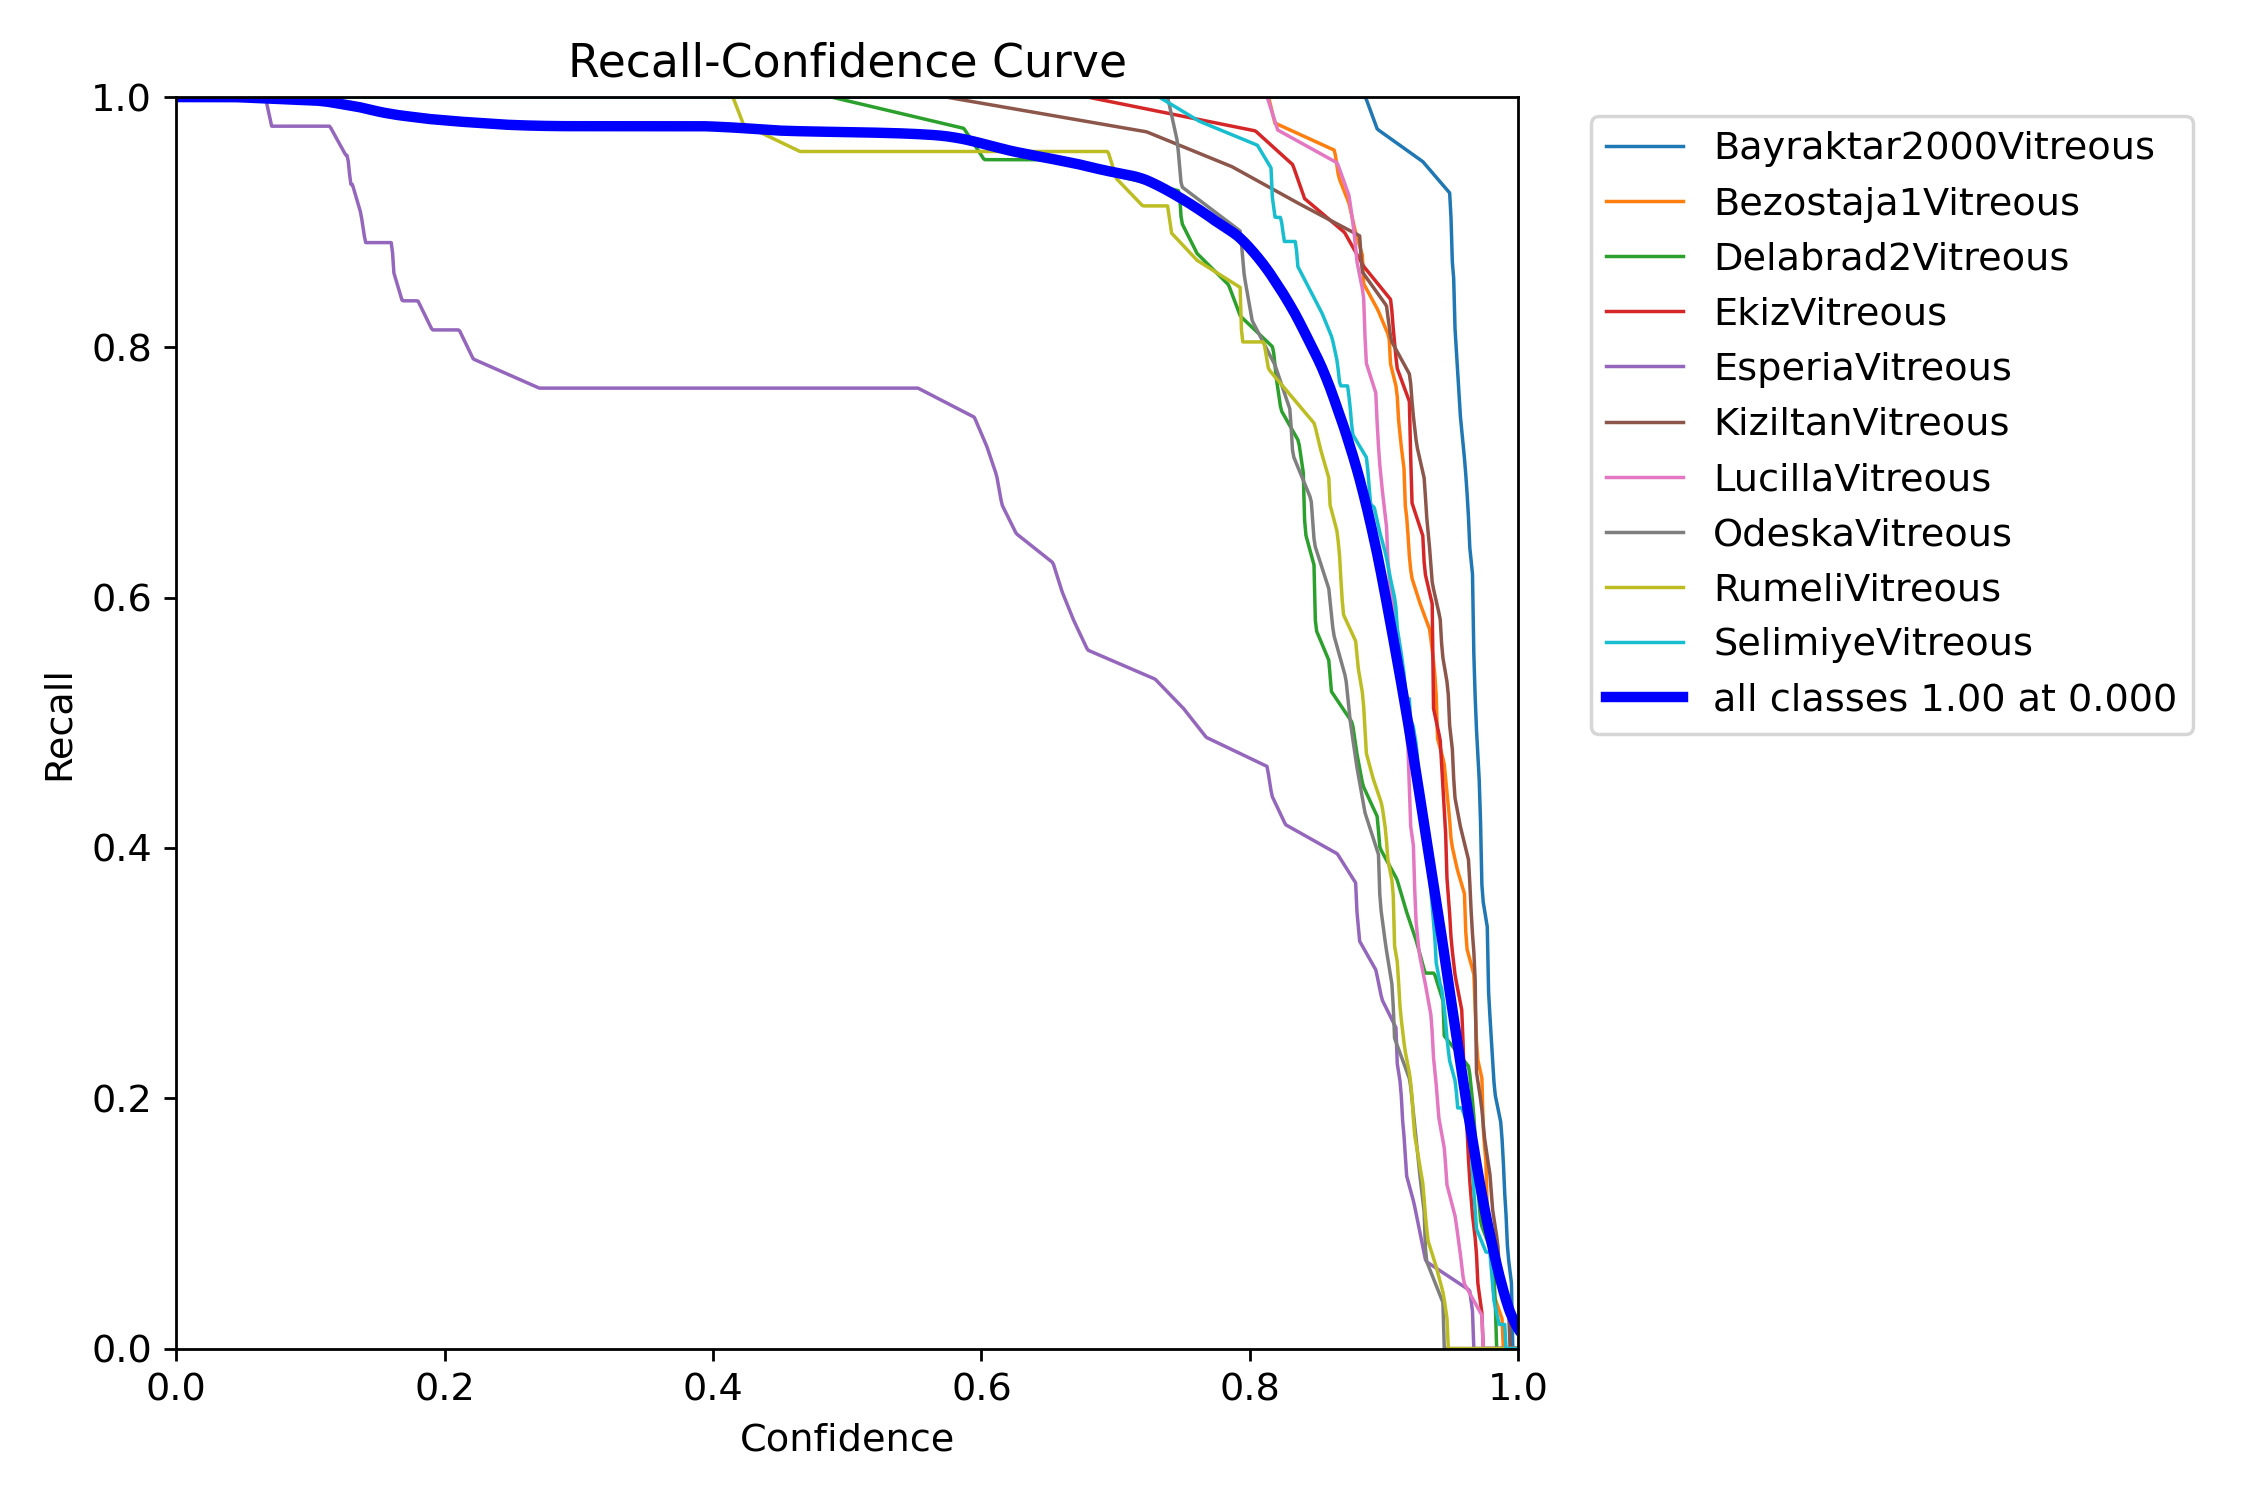 Recall-Confidence Curve
1.0
0.8
0.6
0.4
0.2
0.0
Recall
0.0 0.2 0.4 0.6 0.8 1.0
Confidence
Bayraktar2000Vitreous
Bezostaja1Vitreous
Delabrad2Vitreous
EkizVitreous
EsperiaVitreous
KiziltanVitreous
LucillaVitreous
OdeskaVitreous
RumeliVitreous
SelimiyeVitreous
all classes 1.00 at 0.000